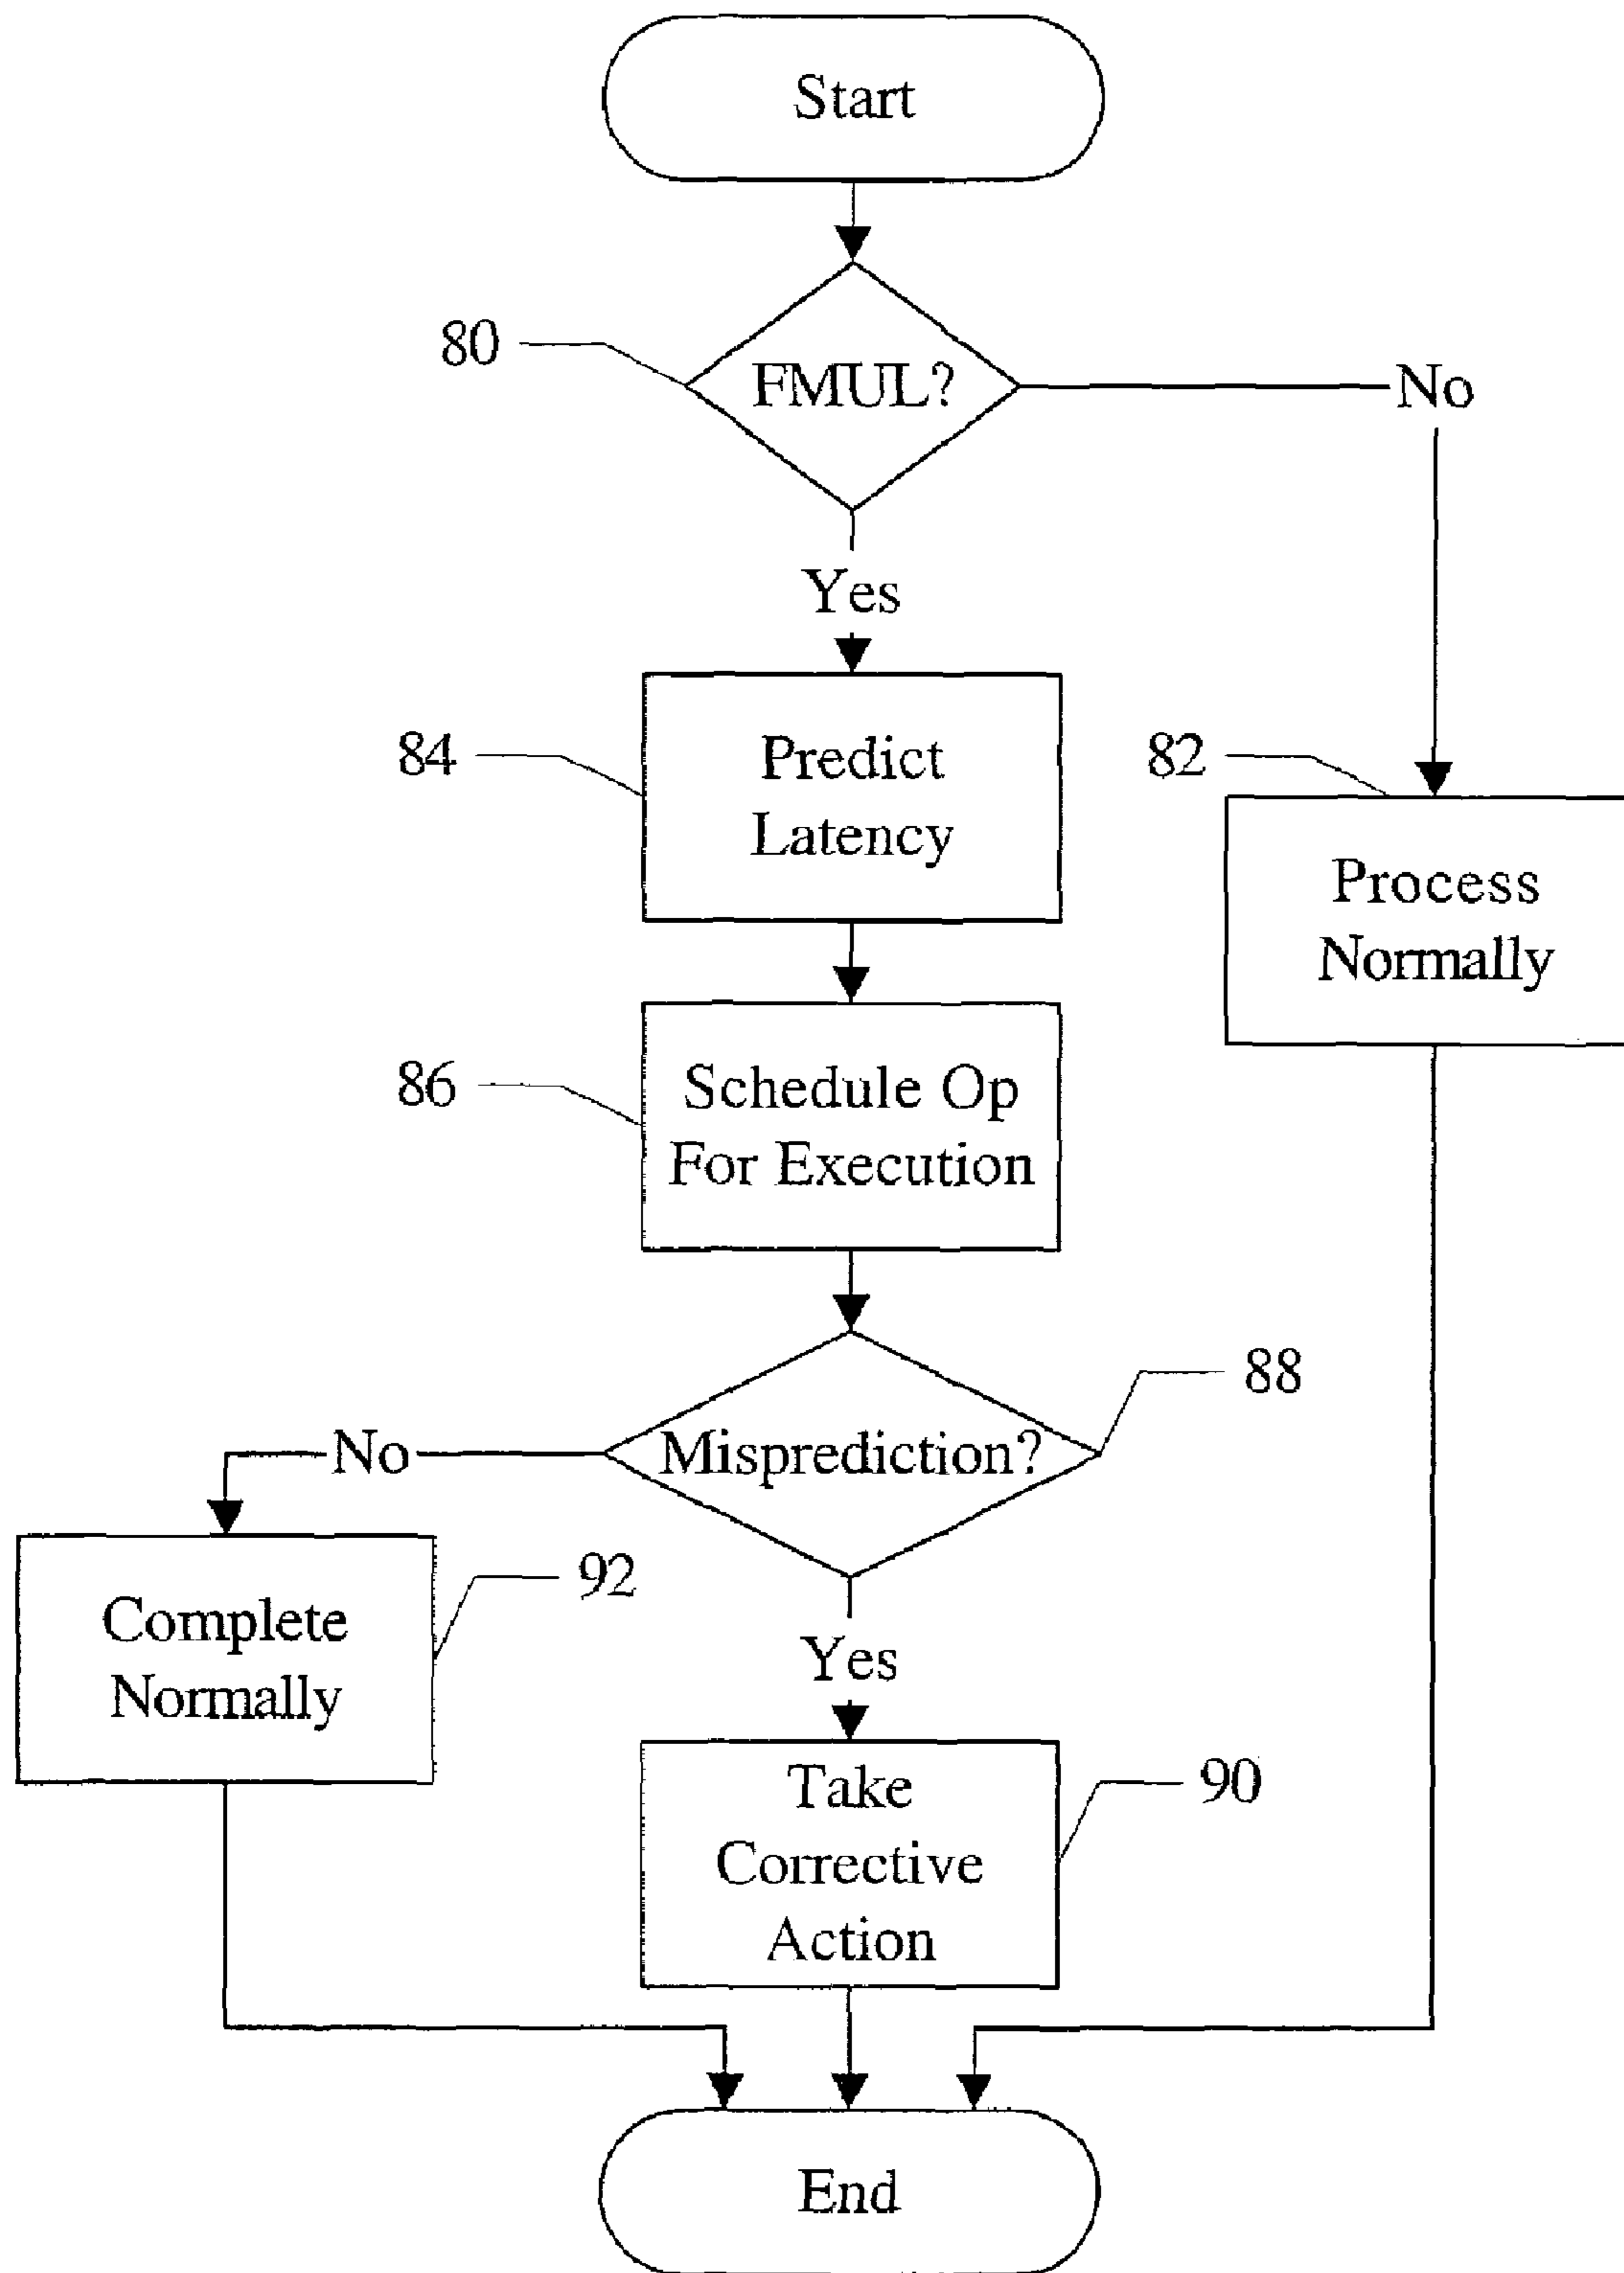 Start
80
FMUL?
No
Yes
84
Predict
Latency
82
Process
Normally
86
Schedule Op
For Execution
88
Misprediction?
No
92
Complete
Normally
Yes
90
Take
Corrective
Action
End